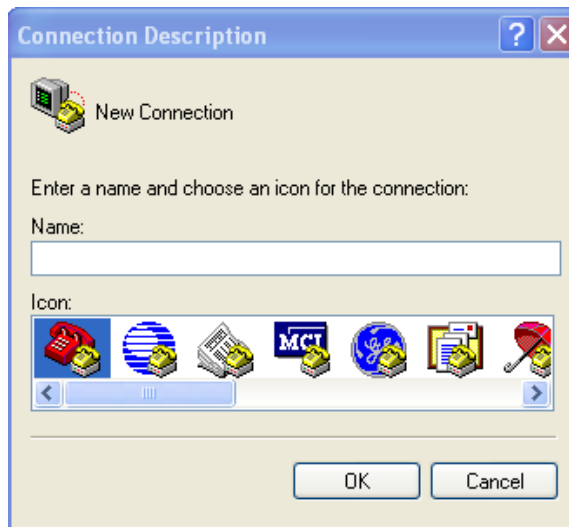 Connection Description
New Connection
Enter a name and choose an icon for the connection:
Name:
Icon:
MCI
OK
Cancel